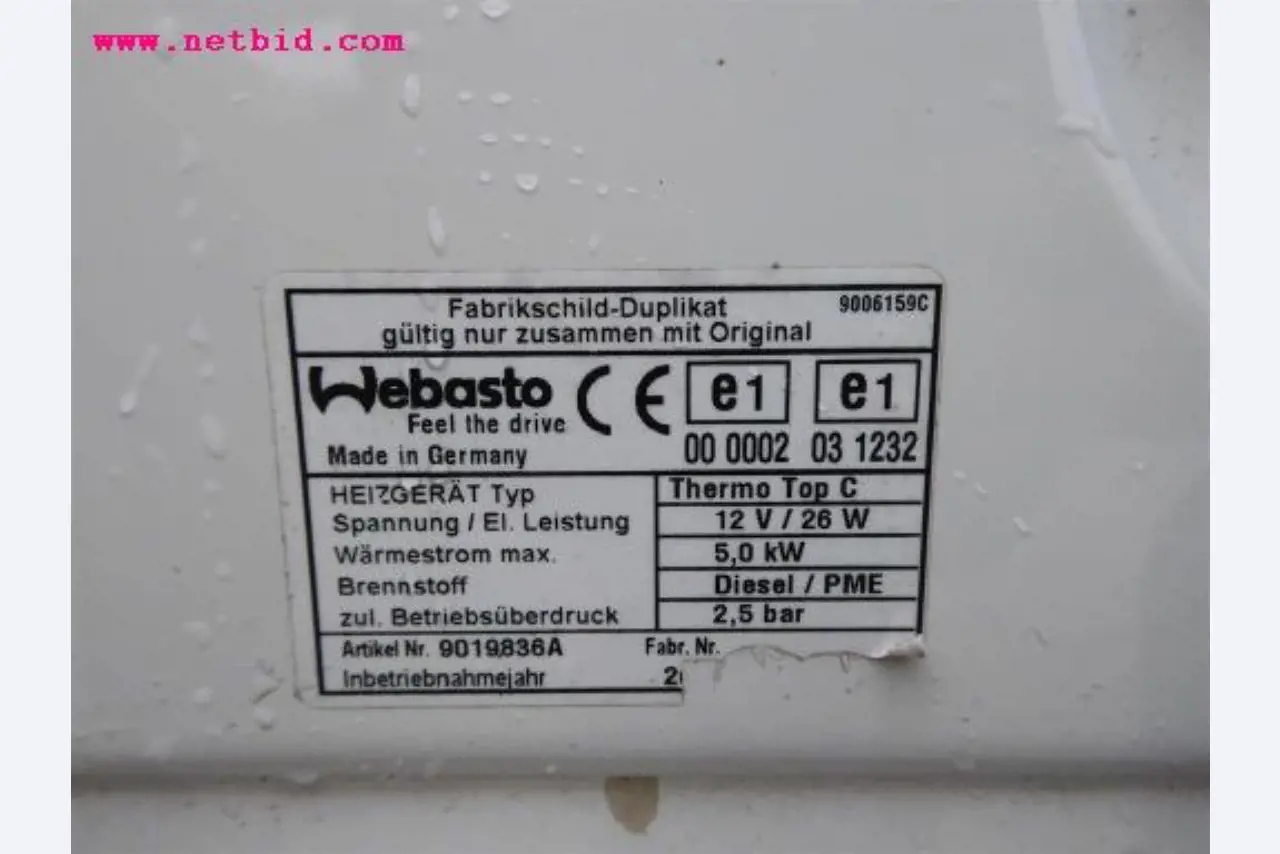 www.netbid.com
Fabrikschild-Duplikat 9006159C
gültig nur zusammen mit Original
Webasto CE e1 e1
Feel the drive
Made in Germany 00 0002 03 1232
HEIZGERÄT Typ Thermo Top C
Spannung / El. Leistung 12 V / 26 W
Wärmestrom max. 5,0 kW
Brennstoff Diesel / PME
zul. Betriebsüberdruck 2,5 bar
Artikel Nr. 9019836A Fabr. Nr.
Inbetriebnahmejahr